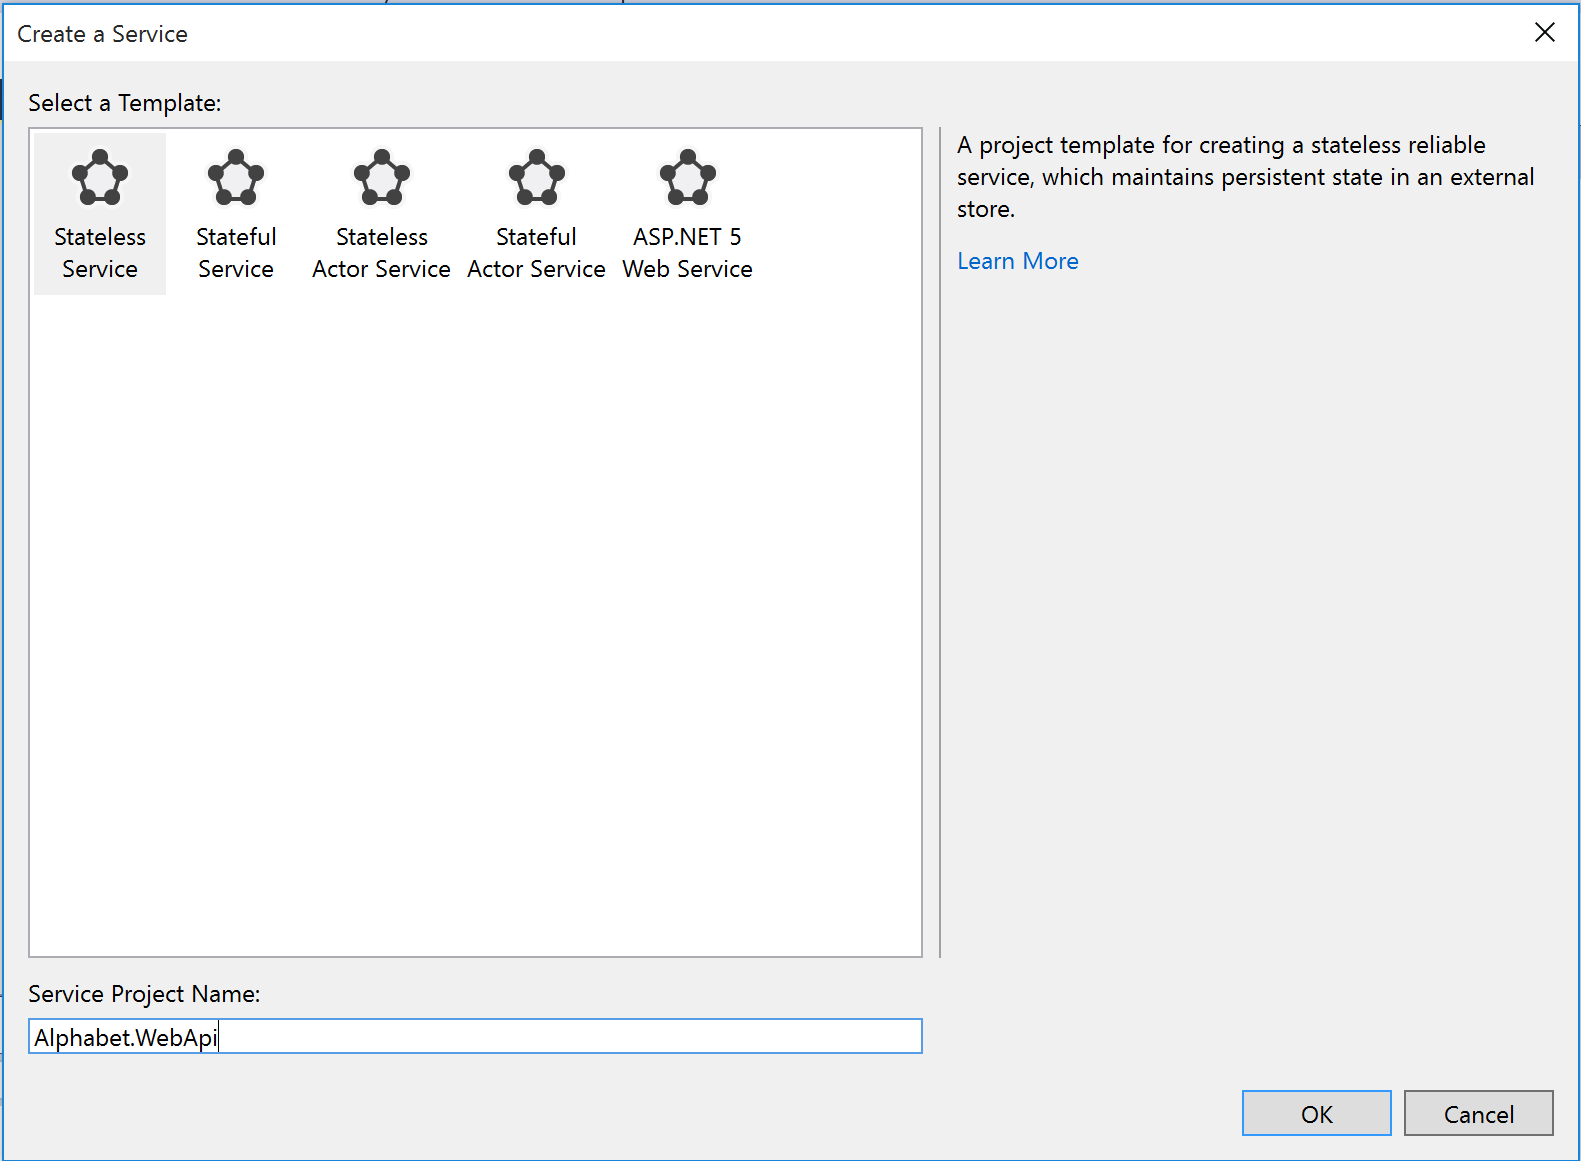 Create a Service
Select a Template:
Stateless
Service
Stateful
Service
Stateless
Actor Service
Stateful
Actor Service
ASP.NET 5
Web Service
A project template for creating a stateless reliable
service, which maintains persistent state in an external
store.
Learn More
Service Project Name:
Alphabet.WebApi
OK
Cancel